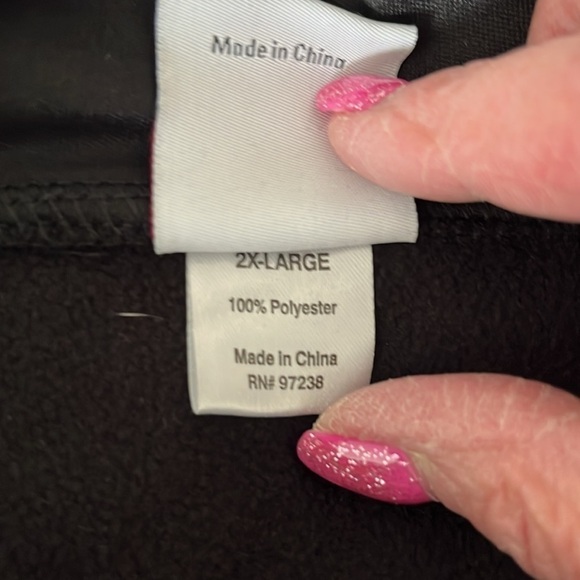 Made in China
2X-LARGE
100% Polyester
Made in China
RN# 97238